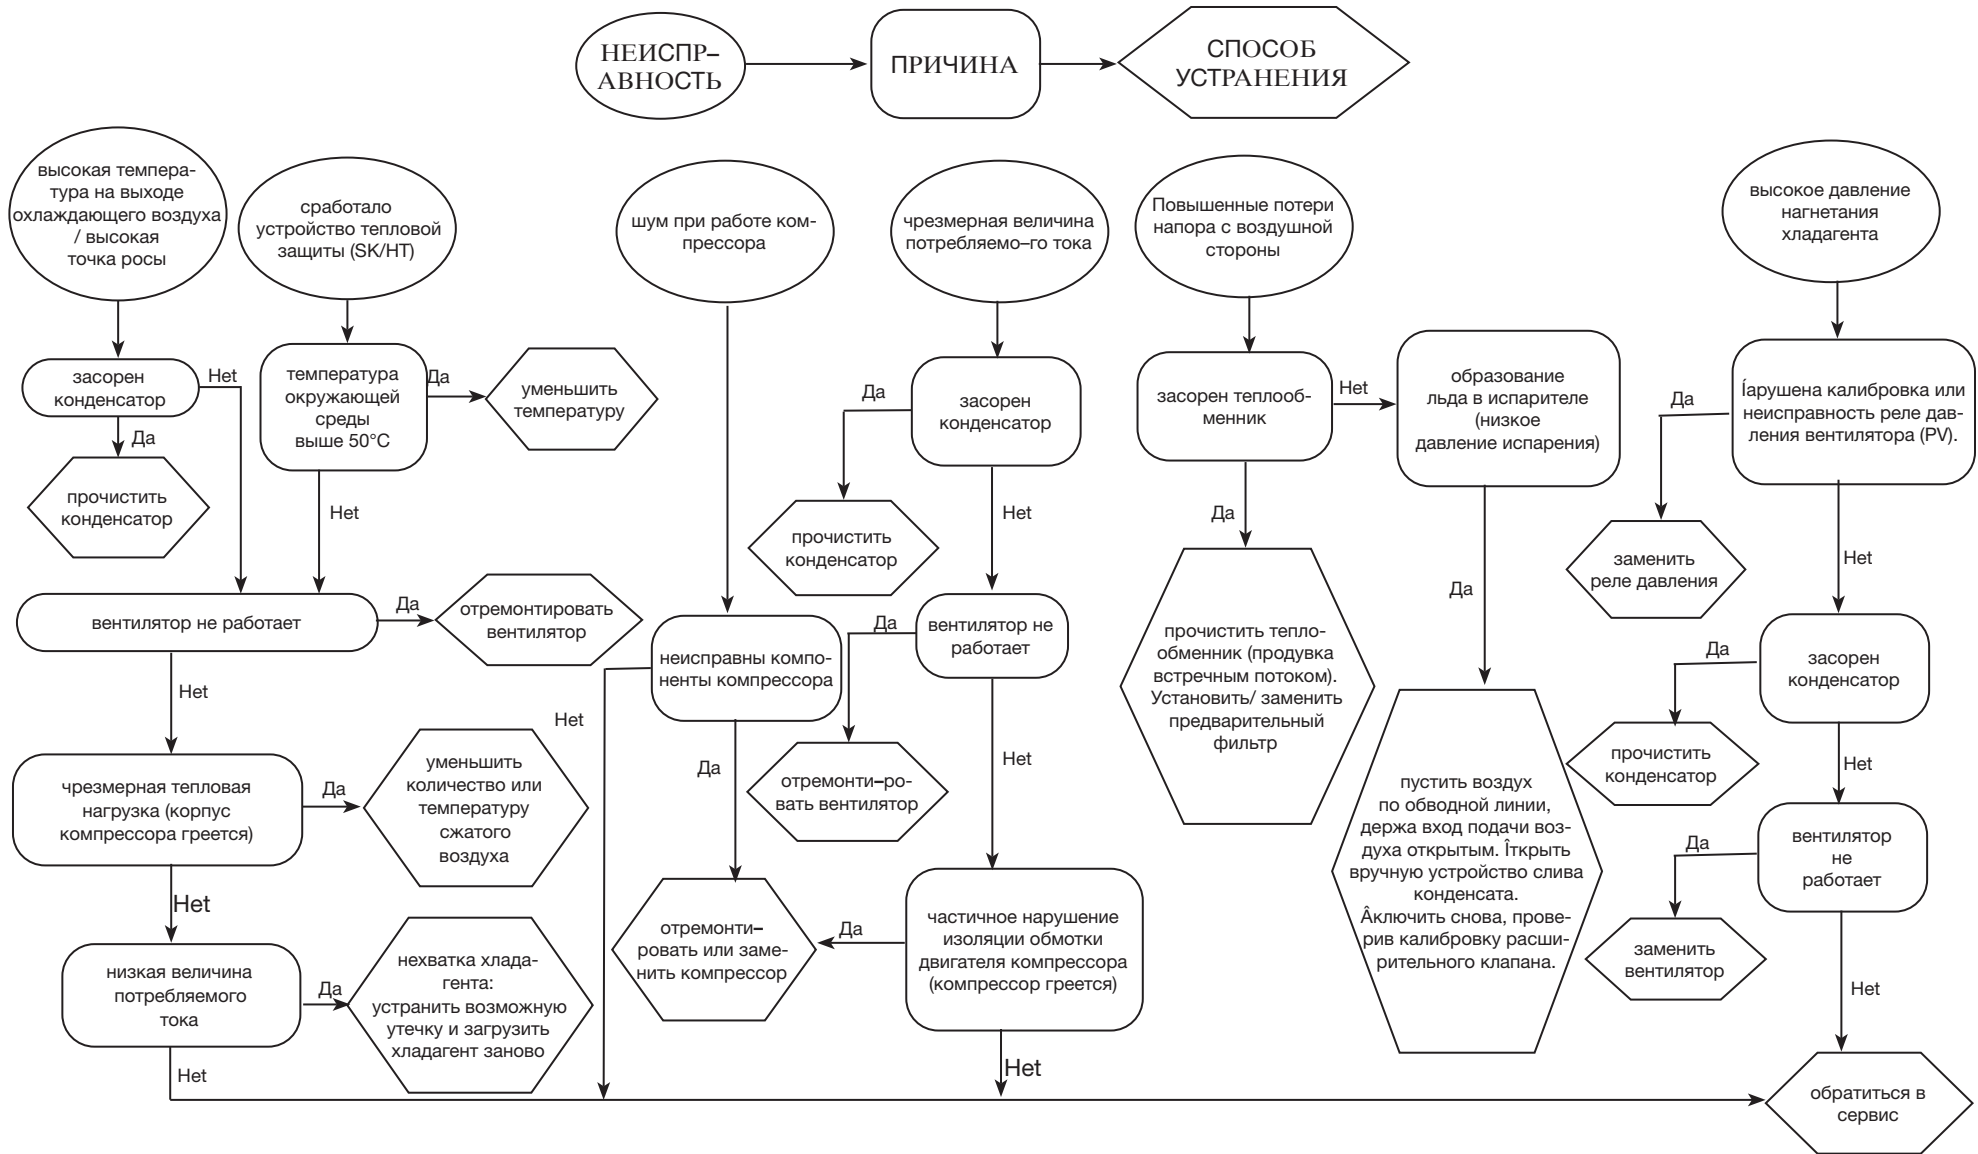 НЕИСПР–
АВНОСТЬ
ПРИЧИНА
СПОСОБ
УСТРАНЕНИЯ
высокая темпера-
тура на выходе
охлаждающего воздуха
/ высокая
точка росы
засорен
конденсатор
Нет
Да
прочистить
конденсатор
сработало
устройство тепловой
защиты (SK/HT)
температура
окружающей
среды
выше 50°C
Да
уменьшить
температуру
Нет
вентилятор не работает
Да
отремонтировать
вентилятор
Нет
чрезмерная тепловая
нагрузка (корпус
компрессора греется)
Да
уменьшить
количество или
температуру
сжатого
воздуха
Нет
низкая величина
потребляемого
тока
Да
нехватка хлада-
гента:
устранить возможную
утечку и загрузить
хладагент заново
Нет
шум при работе ком-
прессора
неисправны компо-
ненты компрессора
Нет
Да
отремонти–
ровать или заме-
нить компрессор
чрезмерная величина
потребляемо–го тока
засорен
конденсатор
Да
прочистить
конденсатор
Нет
вентилятор не
работает
Да
отремонти–ро-
вать вентилятор
Нет
частичное нарушение
изоляции обмотки
двигателя компрессора
(компрессор греется)
Да
Нет
Повышенные потери
напора с воздушной
стороны
засорен теплооб-
менник
Нет
Да
прочистить тепло-
обменник (продувка
встречным потоком).
Установить/ заменить
предварительный
фильтр
образование
льда в испарителе
(низкое
давление испарения)
Да
пустить воздух
по обводной линии,
держа вход подачи воз-
духа открытым. Îткрыть
вручную устройство слива
конденсата.
Âключить снова, прове-
рив калибровку расши-
рительного клапана.
высокое давление
нагнетания
хладагента
Íарушена калибровка или
неисправность реле дав-
ления вентилятора (PV).
Да
заменить
реле давления
Нет
засорен
конденсатор
Да
прочистить
конденсатор
Нет
вентилятор
не
работает
Да
заменить
вентилятор
Нет
обратиться в
сервис